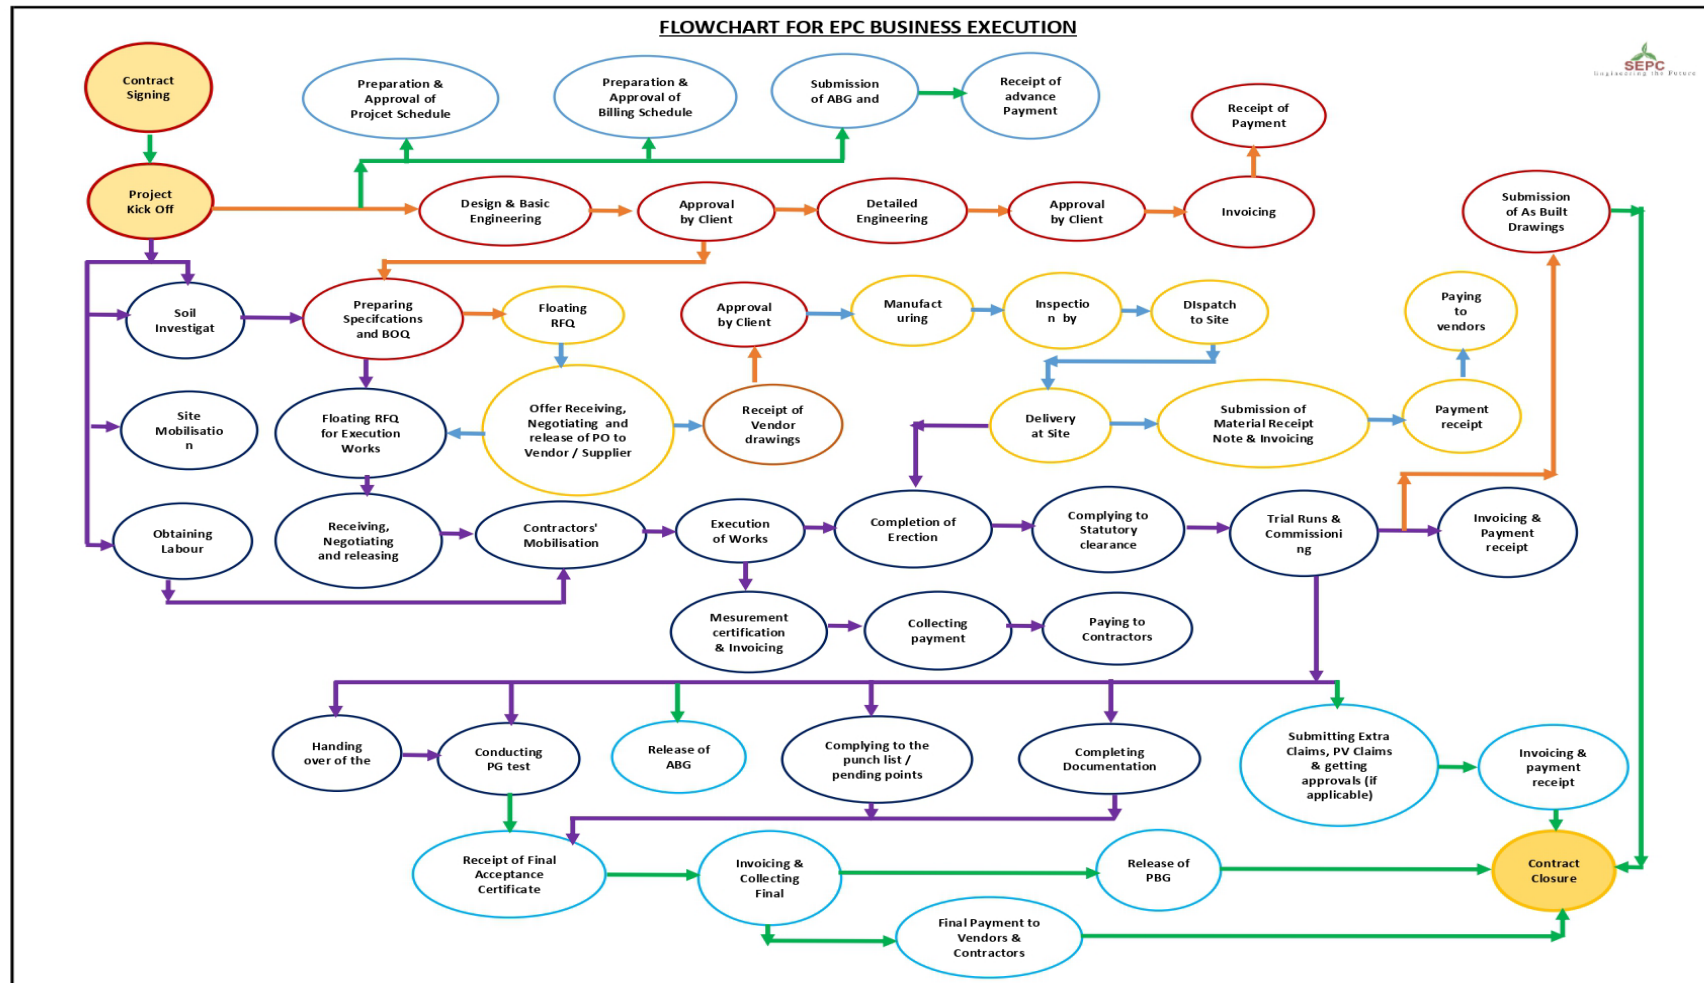 FLOWCHART FOR EPC BUSINESS EXECUTION
SEPC
Engineering the Future
Contract
Signing
Preparation &
Approval of
Projcet Schedule
Preparation &
Approval of
Billing Schedule
Submission
of ABG and
Receipt of
advance
Payment
Receipt of
Payment
Project
Kick Off
Design & Basic
Engineering
Approval
by Client
Detailed
Engineering
Approval
by Client
Invoicing
Submission
of As Built
Drawings
Soil
Investigat
Preparing
Specifcations
and BOQ
Floating
RFQ
Approval
by Client
Manufact
uring
Inspectio
n by
DIspatch
to Site
Paying
to
vendors
Site
Mobilisatio
n
Floating RFQ
for Execution
Works
Offer Receiving,
Negotiating and
release of PO to
Vendor / Supplier
Receipt of
Vendor
drawings
Delivery
at Site
Submission of
Material Receipt
Note & Invoicing
Payment
receipt
Obtaining
Labour
Receiving,
Negotiating
and releasing
Contractors'
Mobilisation
Execution
of Works
Completion of
Erection
Complying to
Statutory
clearance
Trial Runs &
Commissioni
ng
Invoicing &
Payment
receipt
Mesurement
certification
& Invoicing
Collecting
payment
Paying to
Contractors
Handing
over of the
Conducting
PG test
Release of
ABG
Complying to the
punch list /
pending points
Completing
Documentation
Submitting Extra
Claims, PV Claims
& getting
approvals (if
applicable)
Invoicing &
payment
receipt
Receipt of Final
Acceptance
Certificate
Invoicing &
Collecting
Final
Release of
PBG
Contract
Closure
Final Payment to
Vendors &
Contractors